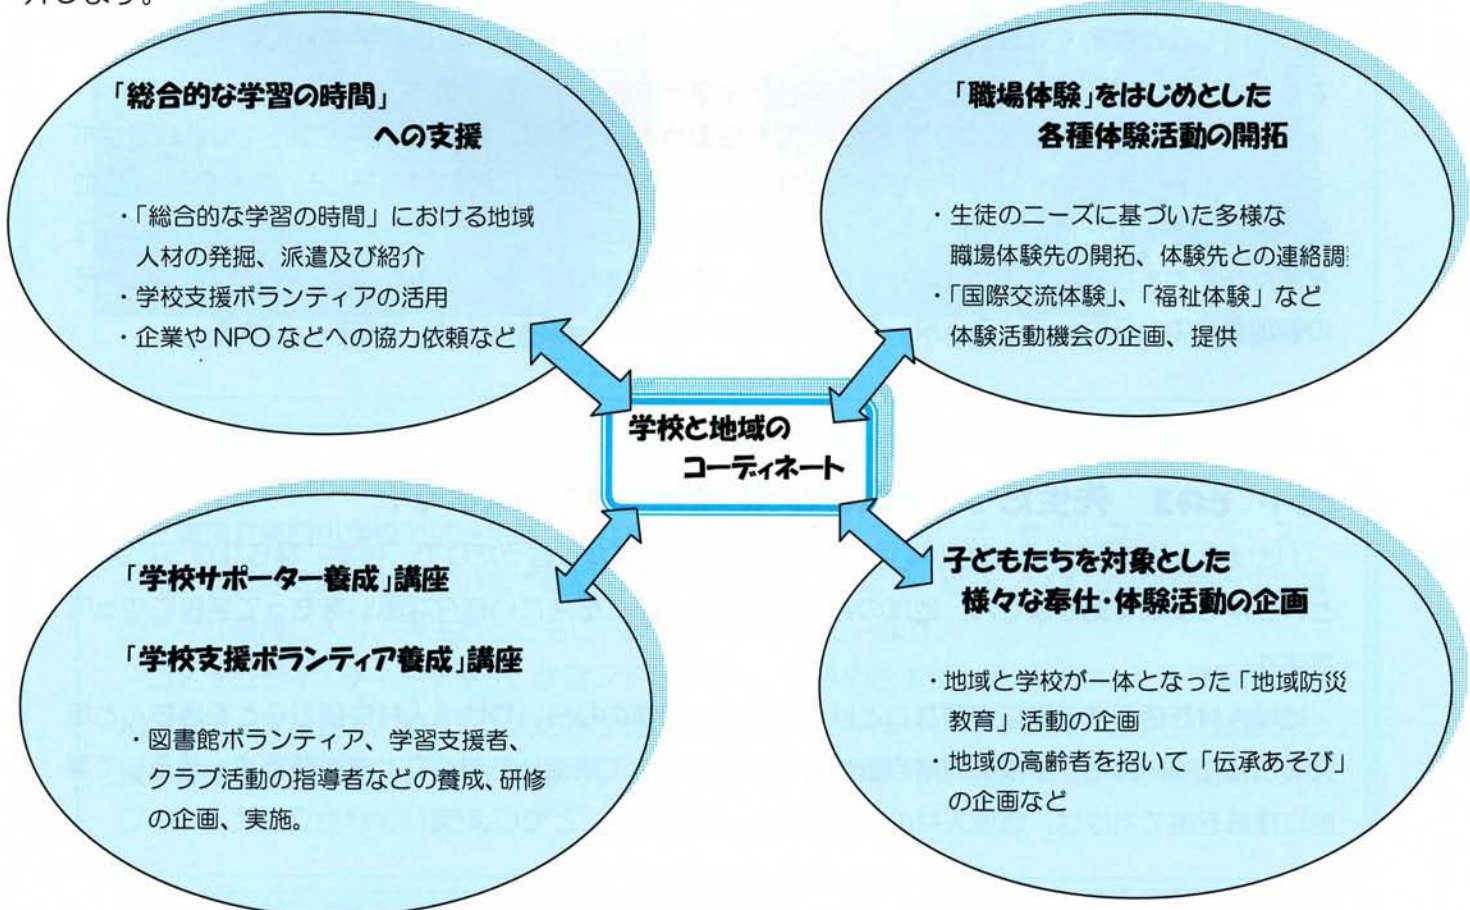 介します。
「総合的な学習の時間」
への支援
・「総合的な学習の時間」における地域
人材の発掘、派遣及び紹介
・学校支援ボランティアの活用
・企業や NPO などへの協力依頼など
「職場体験」をはじめとした
各種体験活動の開拓
・生徒のニーズに基づいた多様な
職場体験先の開拓、体験先との連絡調
・「国際交流体験」、「福祉体験」など
体験活動機会の企画、提供
学校と地域の
コーディネート
「学校サポーター養成」講座
「学校支援ボランティア養成」講座
・図書館ボランティア、学習支援者、
クラブ活動の指導者などの養成、研修
の企画、実施。
子どもたちを対象とした
様々な奉仕・体験活動の企画
・地域と学校が一体となった「地域防災
教育」活動の企画
・地域の高齢者を招いて「伝承あそび」
の企画など